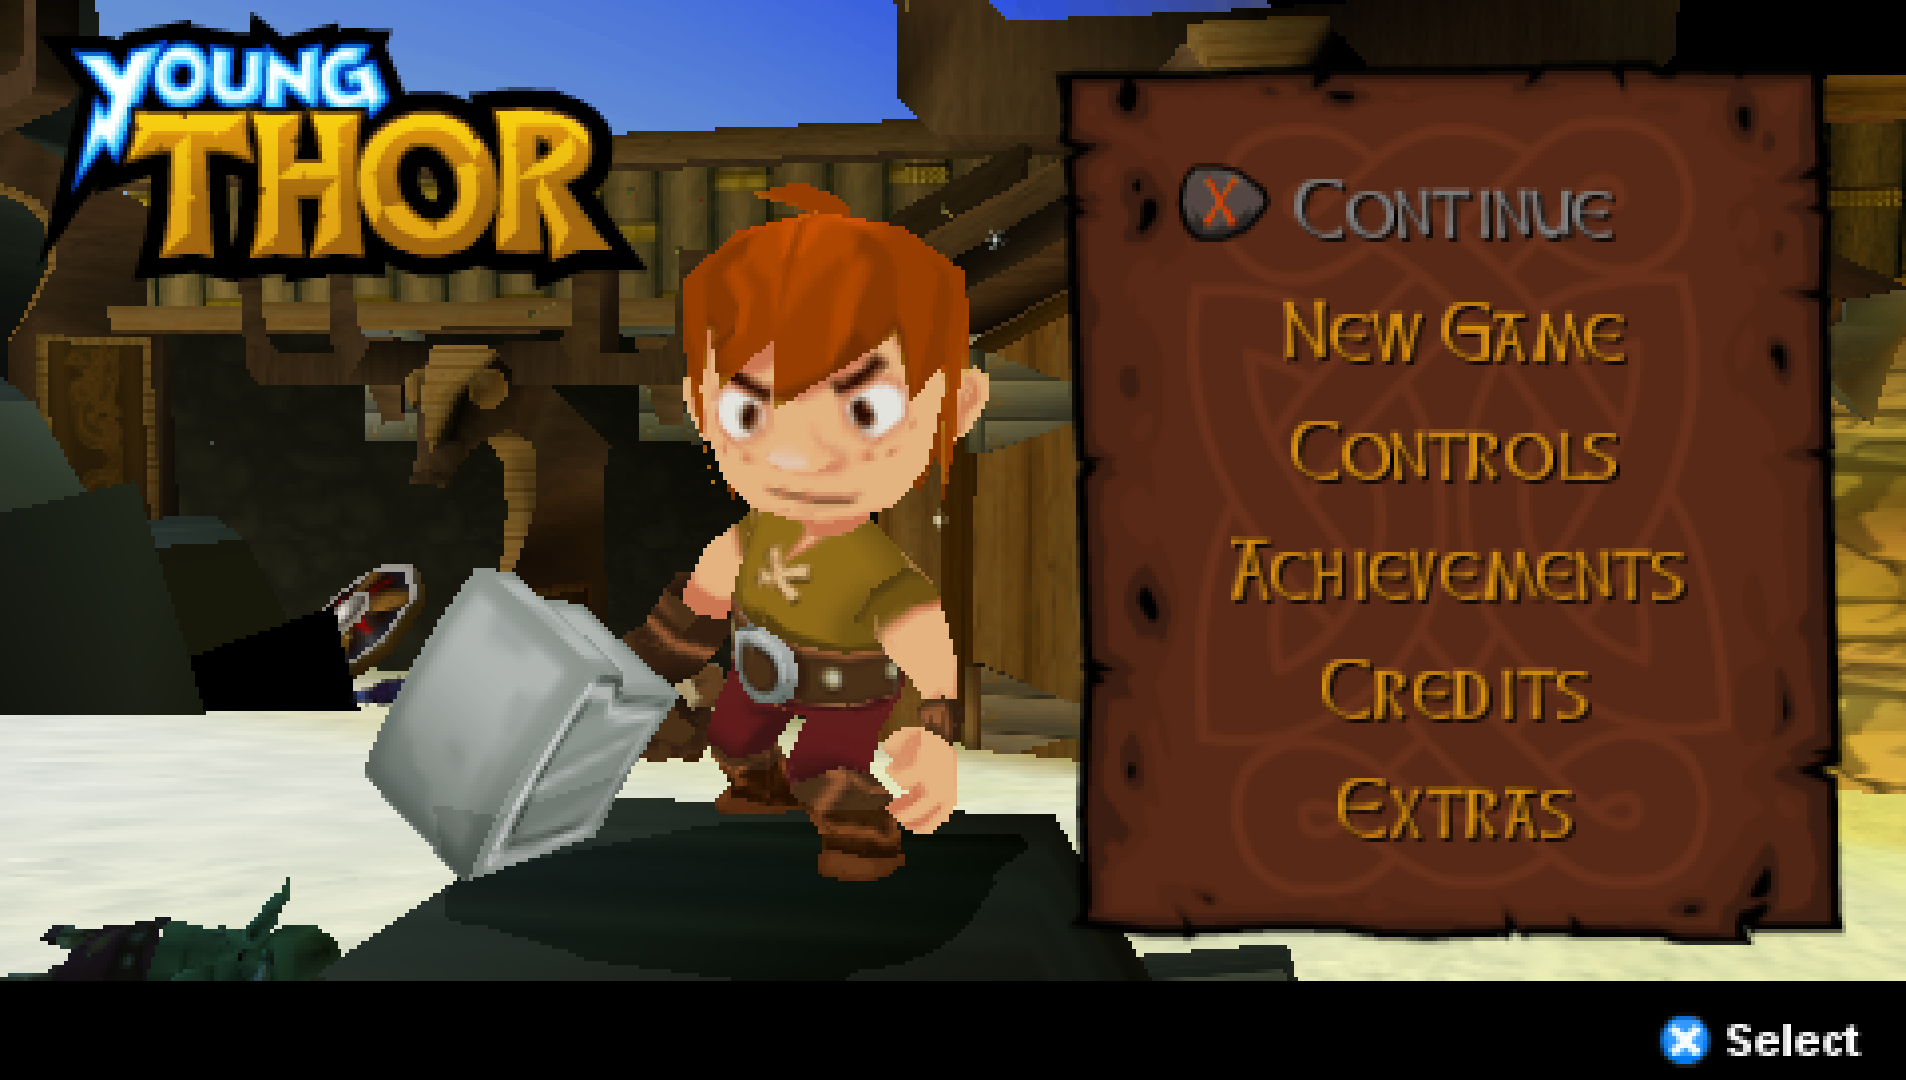 YOUNG
THOR
X CONTINUE
NEW GAME
CONTROLS
ACHIEVEMENTS
CREDITS
EXTRAS
Select